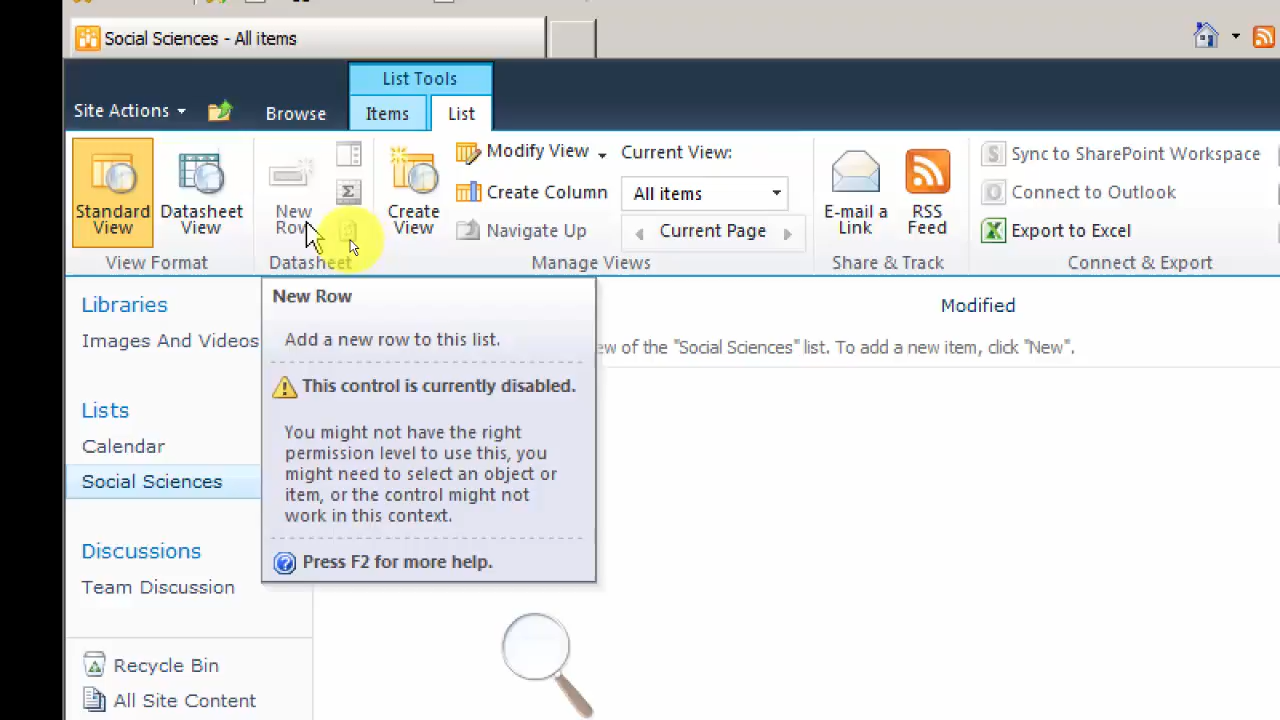 Social Sciences - All items
Site Actions
Browse
List Tools
Items
List
Standard View
Datasheet View
View Format
New Row
Datasheet
Create View
Modify View
Create Column
Navigate Up
Current View:
All items
Current Page
Manage Views
E-mail a Link
RSS Feed
Share & Track
Sync to SharePoint Workspace
Connect to Outlook
Export to Excel
Connect & Export
Libraries
Images And Videos
Lists
Calendar
Social Sciences
Discussions
Team Discussion
Recycle Bin
All Site Content
New Row
Add a new row to this list.
This control is currently disabled.
You might not have the right
permission level to use this, you
might need to select an object or
item, or the control might not
work in this context.
Press F2 for more help.
Modified
of the "Social Sciences" list. To add a new item, click "New".